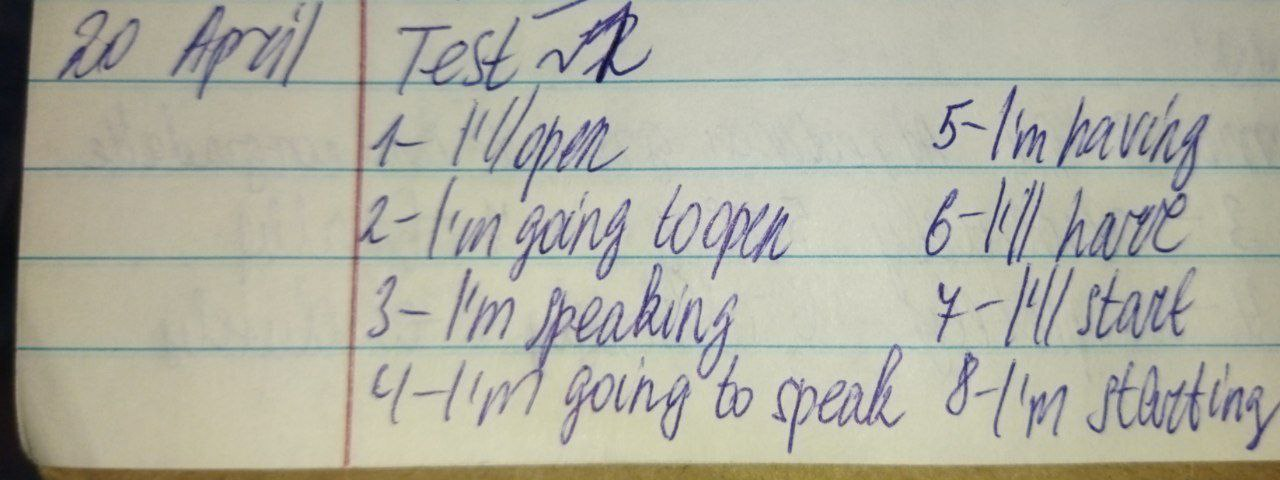 20 April Test
1- I'll open
2- I'm going to open
3- I'm speaking
4- I'm going to speak
5- I'm having
6- I'll have
7- I'll start
8- I'm starting